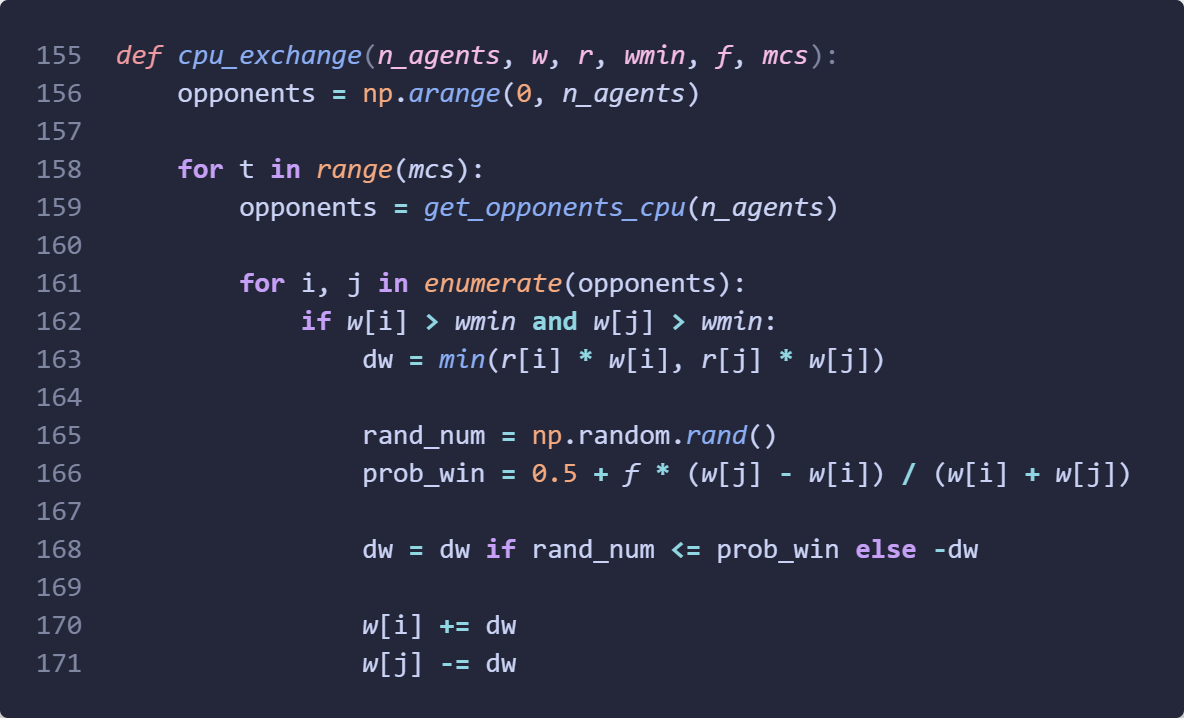 155 def cpu_exchange(n_agents, w, r, wmin, f, mcs):
156     opponents = np.arange(0, n_agents)
157
158     for t in range(mcs):
159         opponents = get_opponents_cpu(n_agents)
160
161         for i, j in enumerate(opponents):
162             if w[i] > wmin and w[j] > wmin:
163                 dw = min(r[i] * w[i], r[j] * w[j])
164
165                 rand_num = np.random.rand()
166                 prob_win = 0.5 + f * (w[j] - w[i]) / (w[i] + w[j])
167
168                 dw = dw if rand_num <= prob_win else -dw
169
170                 w[i] += dw
171                 w[j] -= dw